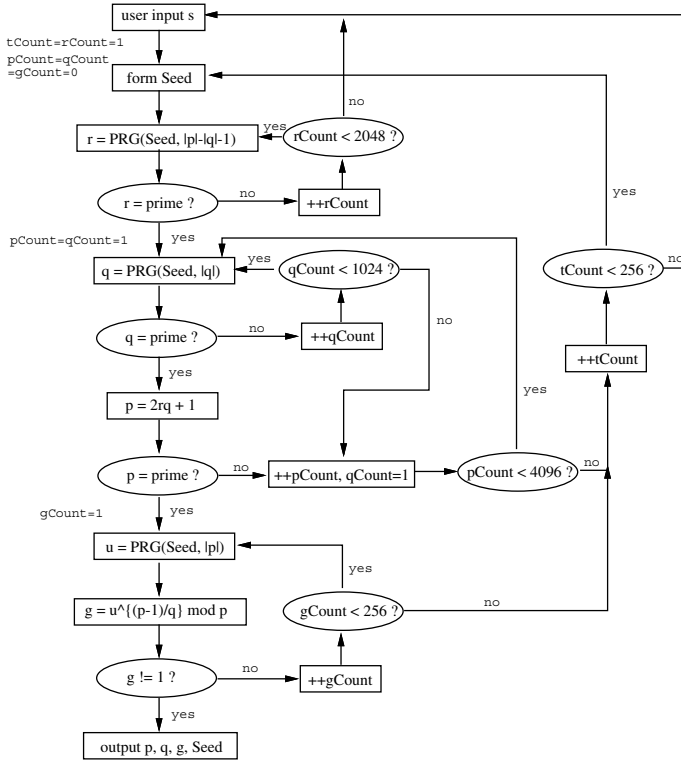 user input s
tCount=rCount=1
pCount=qCount
=gCount=0
form Seed
no
r = PRG(Seed, |p|-|q|-1)
yes
rCount < 2048 ?
yes
r = prime ?
no
++rCount
pCount=qCount=1
yes
q = PRG(Seed, |q|)
yes
qCount < 1024 ?
tCount < 256 ?
no
q = prime ?
no
++qCount
no
++tCount
yes
p = 2rq + 1
yes
p = prime ?
no
++pCount, qCount=1
pCount < 4096 ?
no
gCount=1
yes
u = PRG(Seed, |p|)
yes
g = u^{(p-1)/q} mod p
gCount < 256 ?
no
g != 1 ?
no
++gCount
yes
output p, q, g, Seed